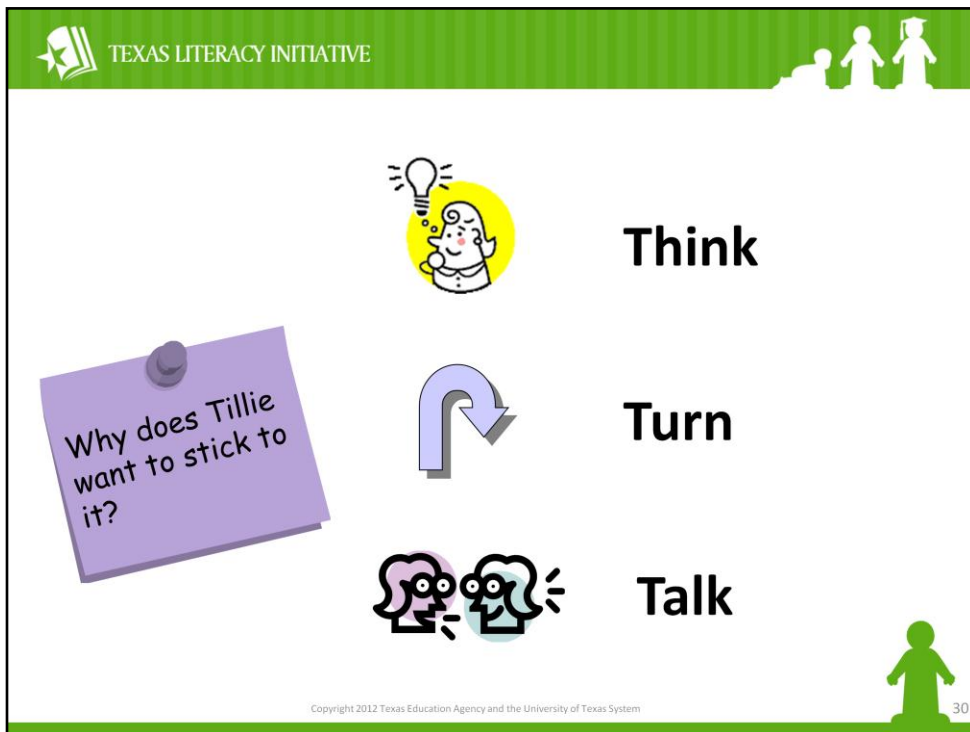 TEXAS LITERACY INITIATIVE
Think
Why does Tillie
want to stick to
it?
Turn
Talk
Copyright 2012 Texas Education Agency and the University of Texas System
30